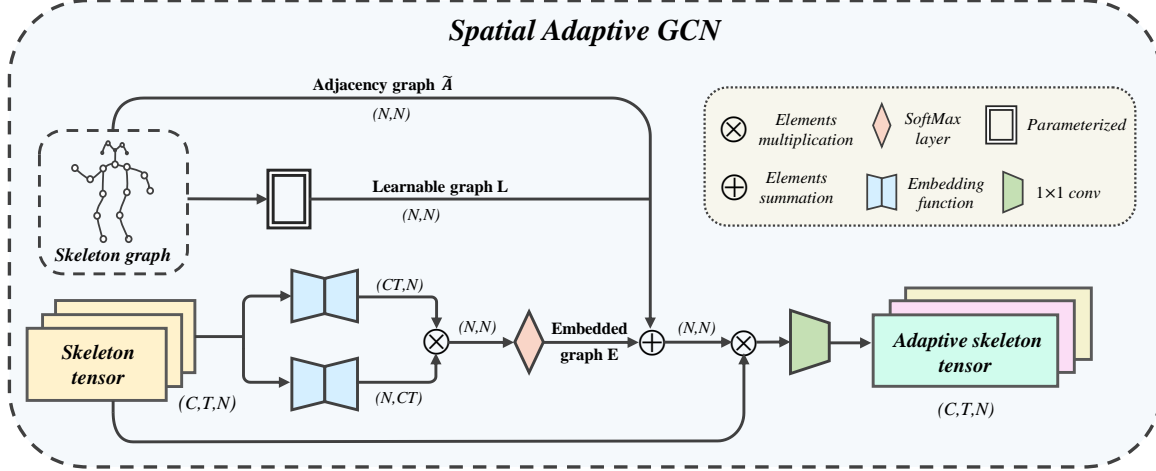 Spatial Adaptive GCN
Adjacency graph Ã
(N,N)
Learnable graph L
(N,N)
Skeleton graph
Elements
multiplication
SoftMax
layer
Parameterized
Elements
summation
Embedding
function
1×1 conv
Skeleton
tensor
(C,T,N)
(CT,N)
(N,CT)
(N,N)
Embedded
graph E
(N,N)
Adaptive skeleton
tensor
(C,T,N)